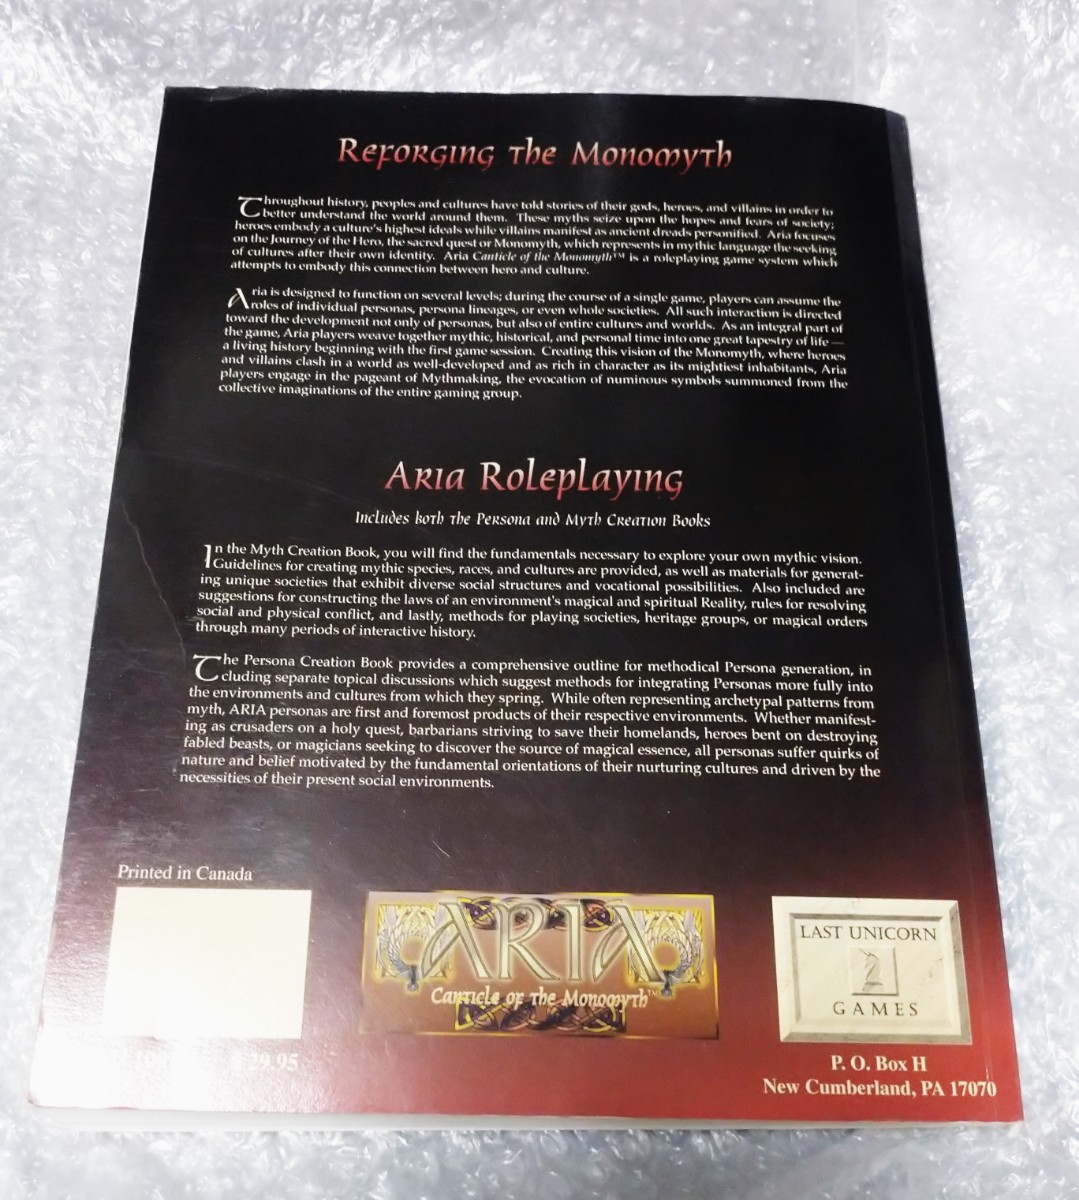 Reforging the Monomyth
Throughout history, peoples and cultures have told stories of their gods, heroes, and villains in order to
better understand the world around them. These myths seize upon the hopes and fears of society;
heroes embody a culture's highest ideals while villains manifest as ancient dreads personified. Aria focuses
on the Journey of the Hero, the sacred quest or Monomyth, which represents in mythic language the seeking
of cultures after their own identity. Aria Canticle of the Monomyth™ is a roleplaying game system which
attempts to embody this connection between hero and culture.
Aria is designed to function on several levels; during the course of a single game, players can assume the
roles of individual personas, persona lineages, or even whole societies. All such interaction is directed
toward the development not only of personas, but also of entire cultures and worlds. As an integral part of
the game, Aria players weave together mythic, historical, and personal time into one great tapestry of life —
a living history beginning with the first game session. Creating this vision of the Monomyth, where heroes
and villains clash in a world as well-developed and as rich in character as its mightiest inhabitants, Aria
players engage in the pageant of Mythmaking, the evocation of numinous symbols summoned from the
collective imaginations of the entire gaming group.
Aria Roleplaying
Includes both the Persona and Myth Creation Books
In the Myth Creation Book, you will find the fundamentals necessary to explore your own mythic vision.
Guidelines for creating mythic species, races, and cultures are provided, as well as materials for generat-
ing unique societies that exhibit diverse social structures and vocational possibilities. Also included are
suggestions for constructing the laws of an environment's magical and spiritual Reality, rules for resolving
social and physical conflict, and lastly, methods for playing societies, heritage groups, or magical orders
through many periods of interactive history.
The Persona Creation Book provides a comprehensive outline for methodical Persona generation, in
cluding separate topical discussions which suggest methods for integrating Personas more fully into
the environments and cultures from which they spring. While often representing archetypal patterns from
myth, ARIA personas are first and foremost products of their respective environments. Whether manifest-
ing as crusaders on a holy quest, barbarians striving to save their homelands, heroes bent on destroying
fabled beasts, or magicians seeking to discover the source of magical essence, all personas suffer quirks of
nature and belief motivated by the fundamental orientations of their nurturing cultures and driven by the
necessities of their present social environments.
Printed in Canada
29.95
ARIA
Canticle of the Monomyth™
LAST UNICORN
GAMES
P. O. Box H
New Cumberland, PA 17070